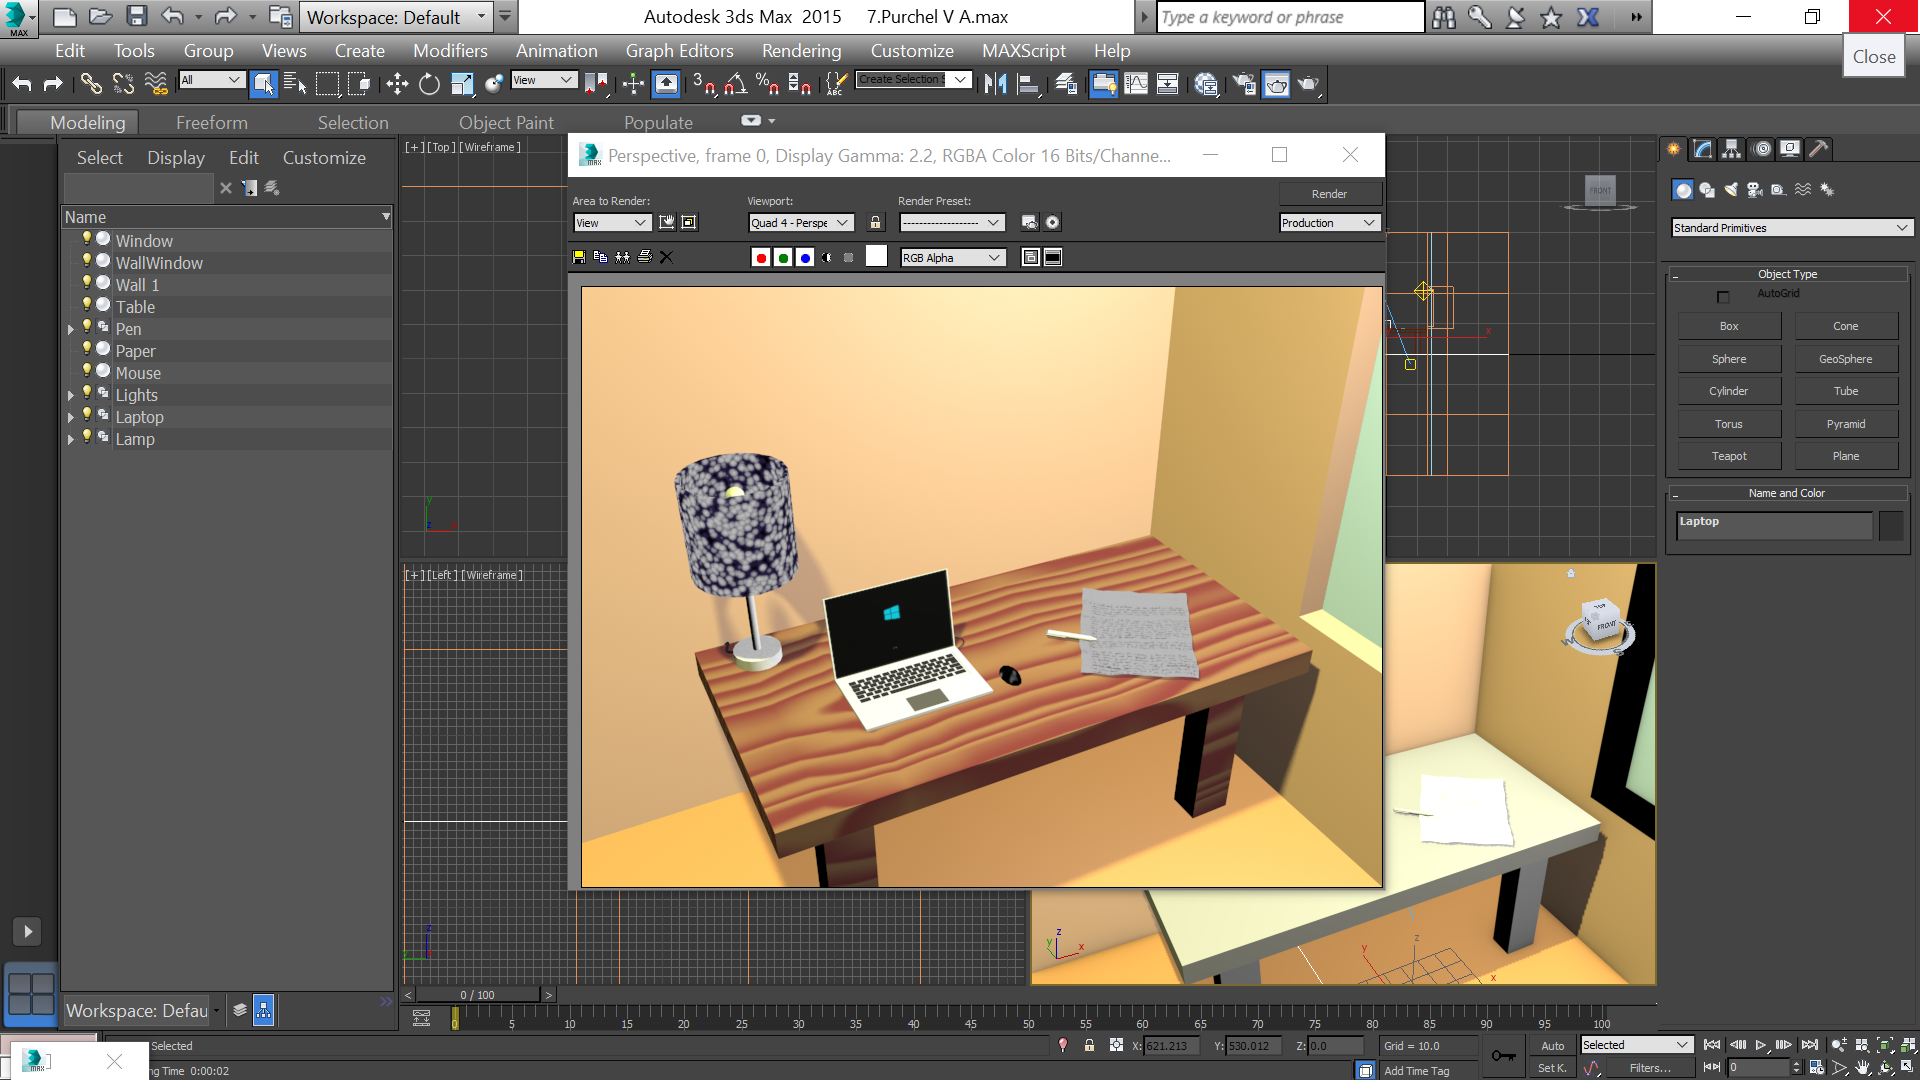 Workspace: Default
Autodesk 3ds Max 2015 7.Purchel V A.max
Type a keyword or phrase
MAX
Edit Tools Group Views Create Modifiers Animation Graph Editors Rendering Customize MAXScript Help
Close
All
View
Create Selection S
Modeling Freeform Selection Object Paint Populate
Select Display Edit Customize
Name
Window
WallWindow
Wall 1
Table
Pen
Paper
Mouse
Lights
Laptop
Lamp
[+] [Top] [Wireframe]
[+] [Left] [Wireframe]
Perspective, frame 0, Display Gamma: 2.2, RGBA Color 16 Bits/Channe...
Area to Render:
View
Viewport:
Quad 4 - Perspe
Render Preset:
Render
Production
RGB Alpha
FRONT
TOP
FRONT
Standard Primitives
Object Type
AutoGrid
Box Cone
Sphere GeoSphere
Cylinder Tube
Torus Pyramid
Teapot Plane
Name and Color
Laptop
Workspace: Defau
0 / 100
0 5 10 15 20 25 30 35 40 45 50 55 60 65 70 75 80 85 90 95 100
Selected
X: 621.213 Y: 530.012 Z: 0.0 Grid = 10.0
Auto Selected
ng Time 0:00:02
Add Time Tag
Set K. Filters... 0